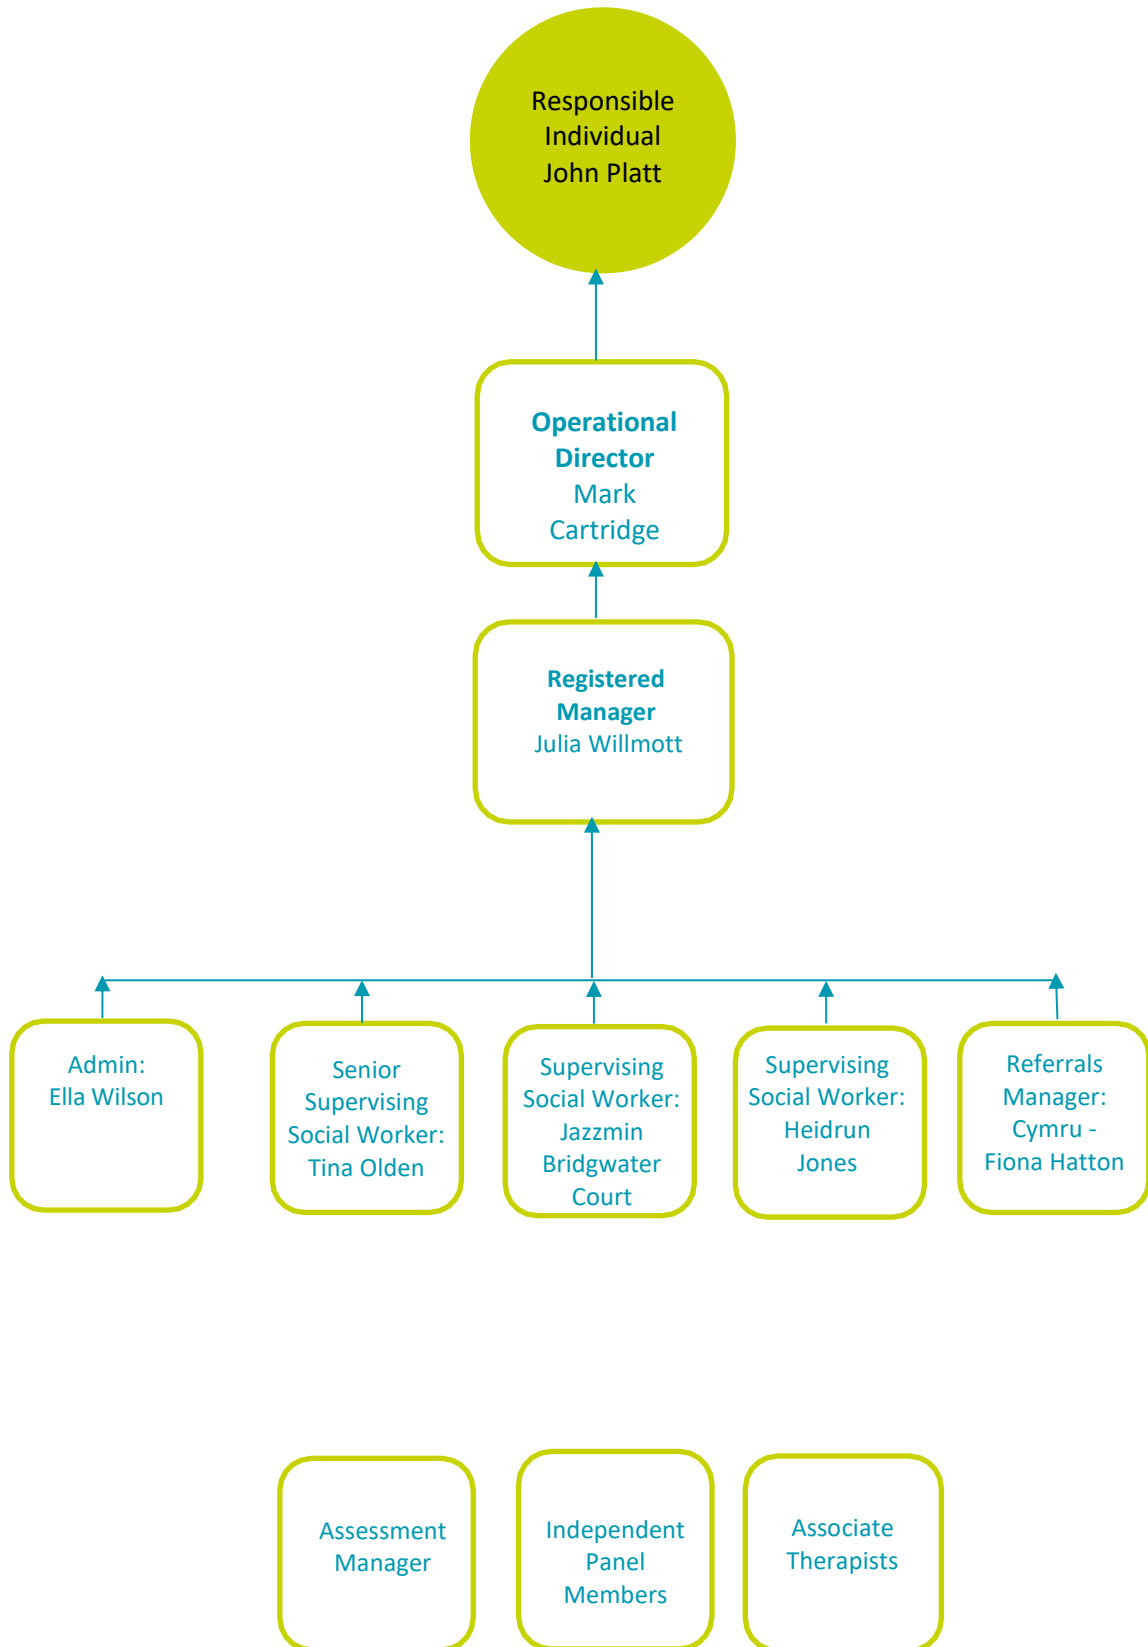 Responsible
Individual
John Platt
Operational
Director
Mark
Cartridge
Registered
Manager
Julia Willmott
Admin:
Ella Wilson
Senior
Supervising
Social Worker:
Tina Olden
Supervising
Social Worker:
Jazzmin
Bridgwater
Court
Supervising
Social Worker:
Heidrun
Jones
Referrals
Manager:
Cymru -
Fiona Hatton
Assessment
Manager
Independent
Panel
Members
Associate
Therapists